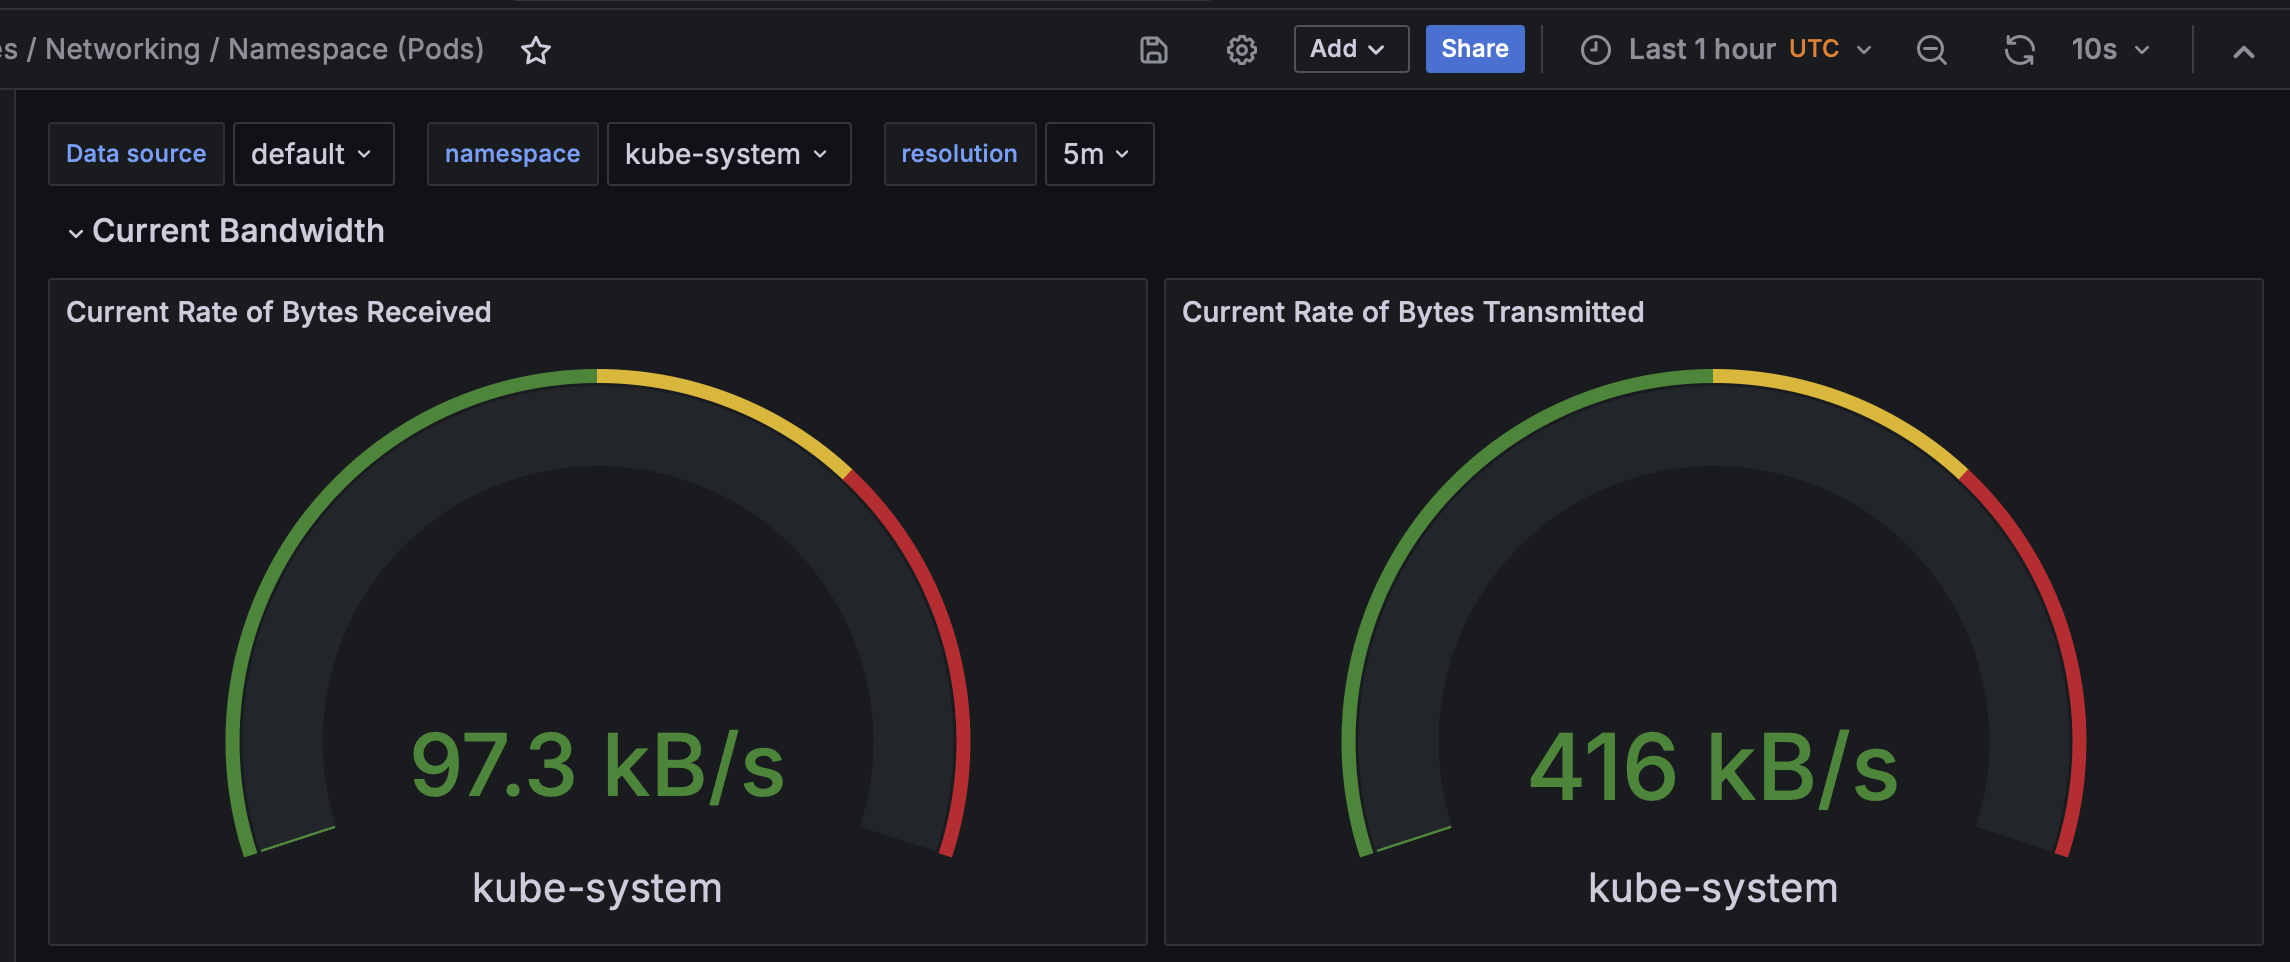 / Networking / Namespace (Pods)
Add
Share
Last 1 hour UTC
10s
Data source default
namespace kube-system
resolution 5m
Current Bandwidth
Current Rate of Bytes Received
97.3 kB/s
kube-system
Current Rate of Bytes Transmitted
416 kB/s
kube-system